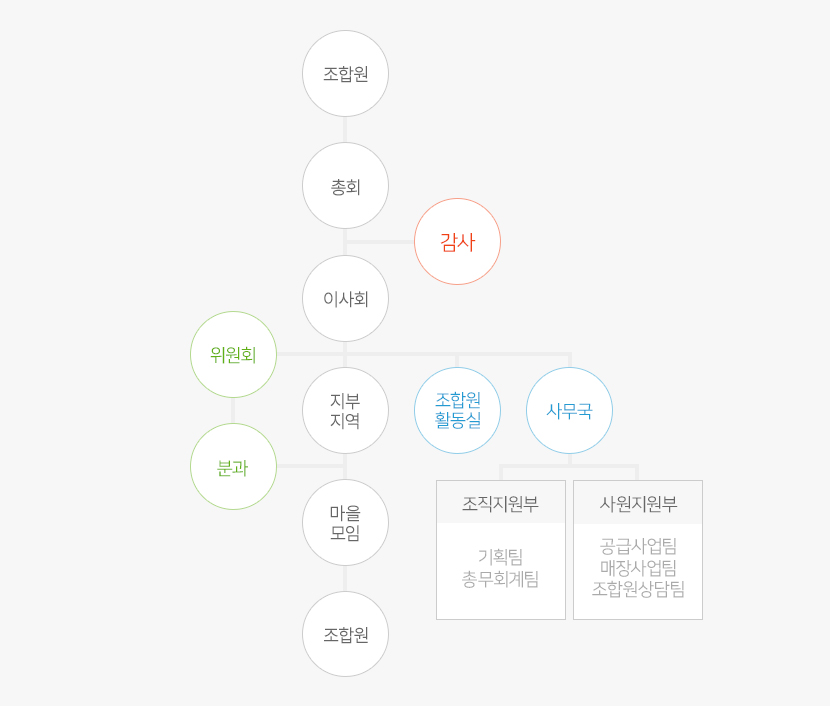 조합원
총회
감사
이사회
위원회
지부
지역
조합원
활동실
사무국
분과
마을
모임
조직지원부
기획팀
총무회계팀
사원지원부
공급사업팀
매장사업팀
조합원상담팀
조합원